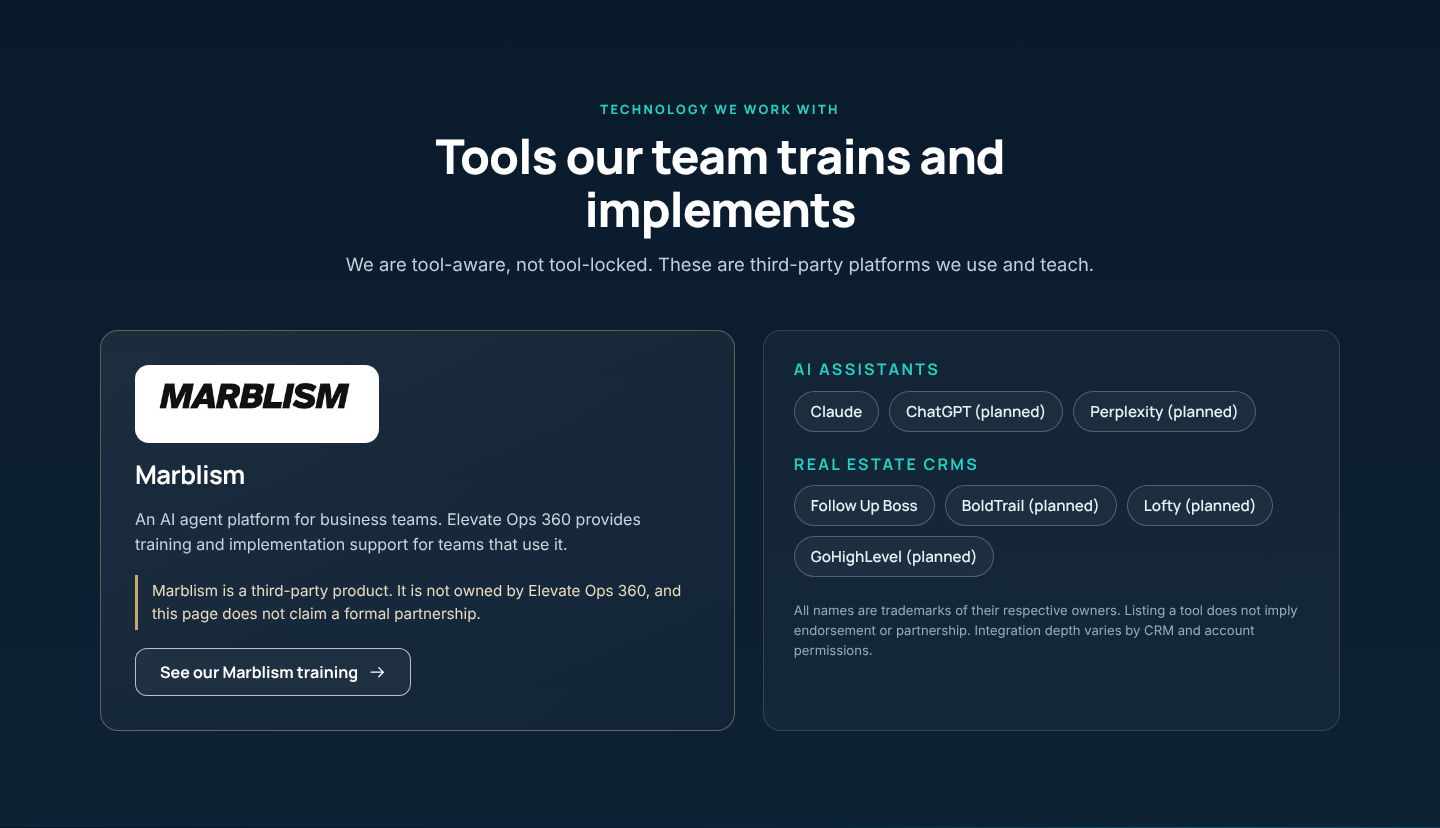 TECHNOLOGY WE WORK WITH
Tools our team trains and
implements
We are tool-aware, not tool-locked. These are third-party platforms we use and teach.
MARBLISM
Marblism
An AI agent platform for business teams. Elevate Ops 360 provides
training and implementation support for teams that use it.
Marblism is a third-party product. It is not owned by Elevate Ops 360, and
this page does not claim a formal partnership.
See our Marblism training →
AI ASSISTANTS
Claude ChatGPT (planned) Perplexity (planned)
REAL ESTATE CRMS
Follow Up Boss BoldTrail (planned) Lofty (planned)
GoHighLevel (planned)
All names are trademarks of their respective owners. Listing a tool does not imply
endorsement or partnership. Integration depth varies by CRM and account
permissions.